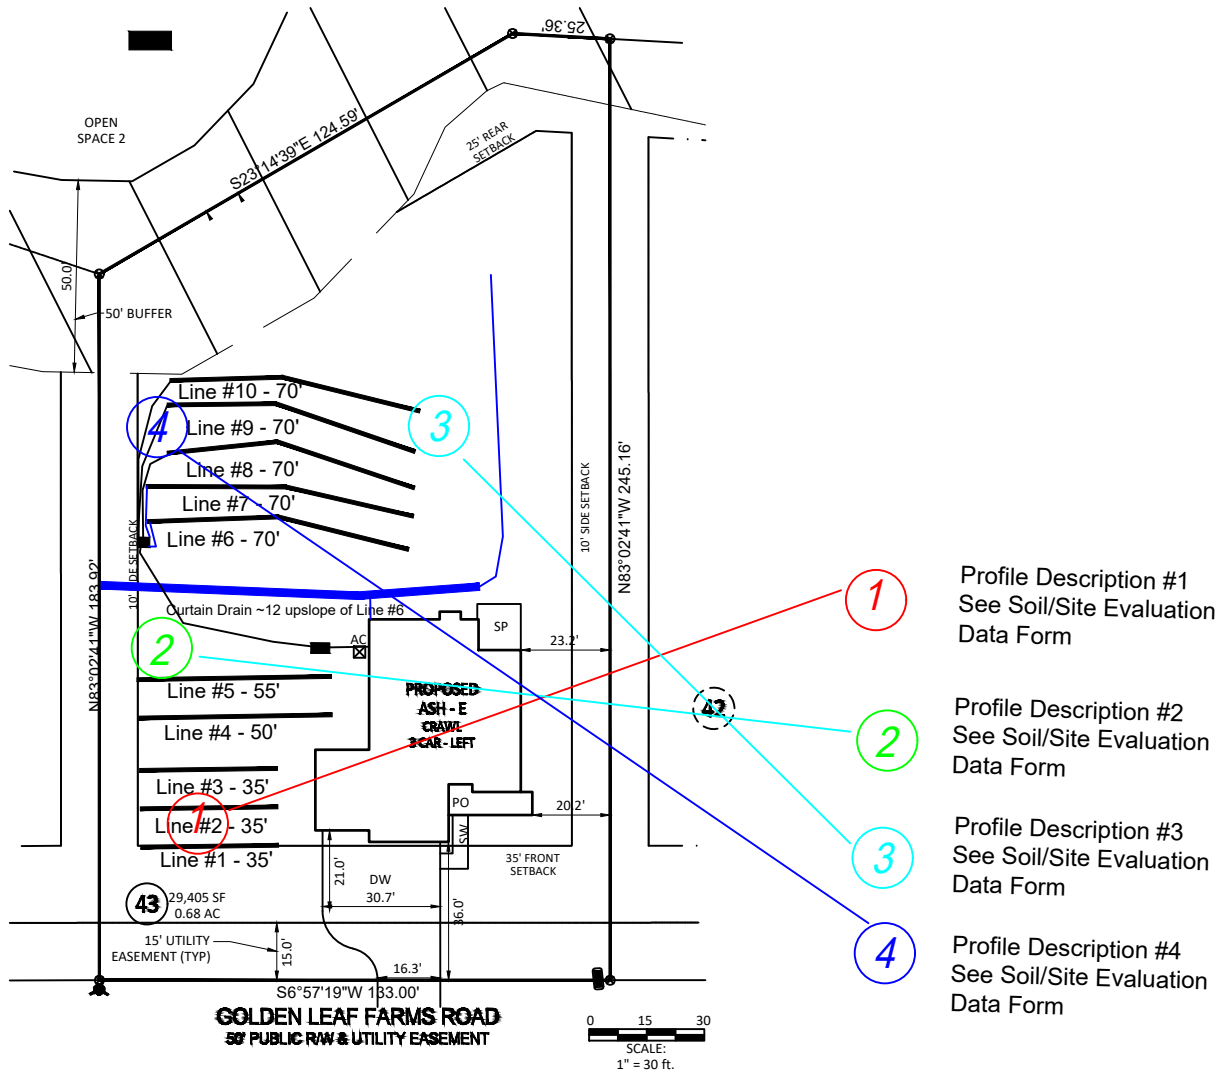 25.36'
OPEN
SPACE 2
S23°14'39"E 124.59'
25' REAR
SETBACK
50.0'
50' BUFFER
Line #10 - 70'
4
Line #9 - 70'
3
Line #8 - 70'
Line #7 - 70'
Line #6 - 70'
10' SIDE SETBACK
N83°02'41"W 245.16'
N83°02'41"W 183.92'
Curtain Drain ~12 upslope of Line #6
SP
AC
23.2'
2
Line #5 - 55'
Line #4 - 50'
PROPOSED
ASH - E
CRAWL
CAR - LEFT
42
Line #3 - 35'
1
Line #2 - 35'
Line #1 - 35'
PO
20.2'
SW
35' FRONT
SETBACK
21.0'
DW
30.7'
36.0'
43
29,405 SF
0.68 AC
15' UTILITY
EASEMENT (TYP)
15.0'
16.3'
S6°57'19"W 133.00'
GOLDEN LEAF FARMS ROAD
50' PUBLIC R/W & UTILITY EASEMENT
0 15 30
SCALE:
1" = 30 ft.
1
Profile Description #1
See Soil/Site Evaluation
Data Form
2
Profile Description #2
See Soil/Site Evaluation
Data Form
3
Profile Description #3
See Soil/Site Evaluation
Data Form
4
Profile Description #4
See Soil/Site Evaluation
Data Form